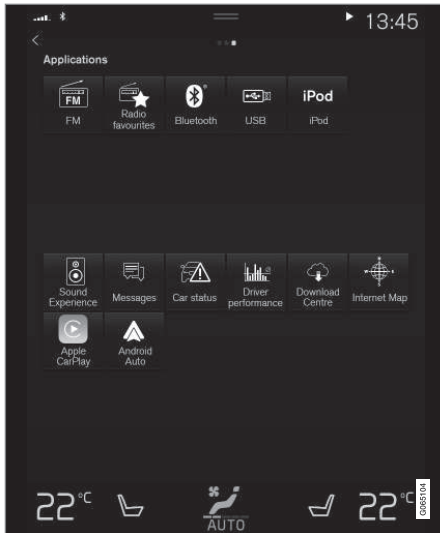 13:45
Applications
FM
FM
Radio
favourites
Bluetooth
USB
iPod
iPod
Sound
Experience
Messages
Car status
Driver
performance
Download
Centre
Internet Map
Apple
CarPlay
Android
Auto
22°C
AUTO
22°C
G065104